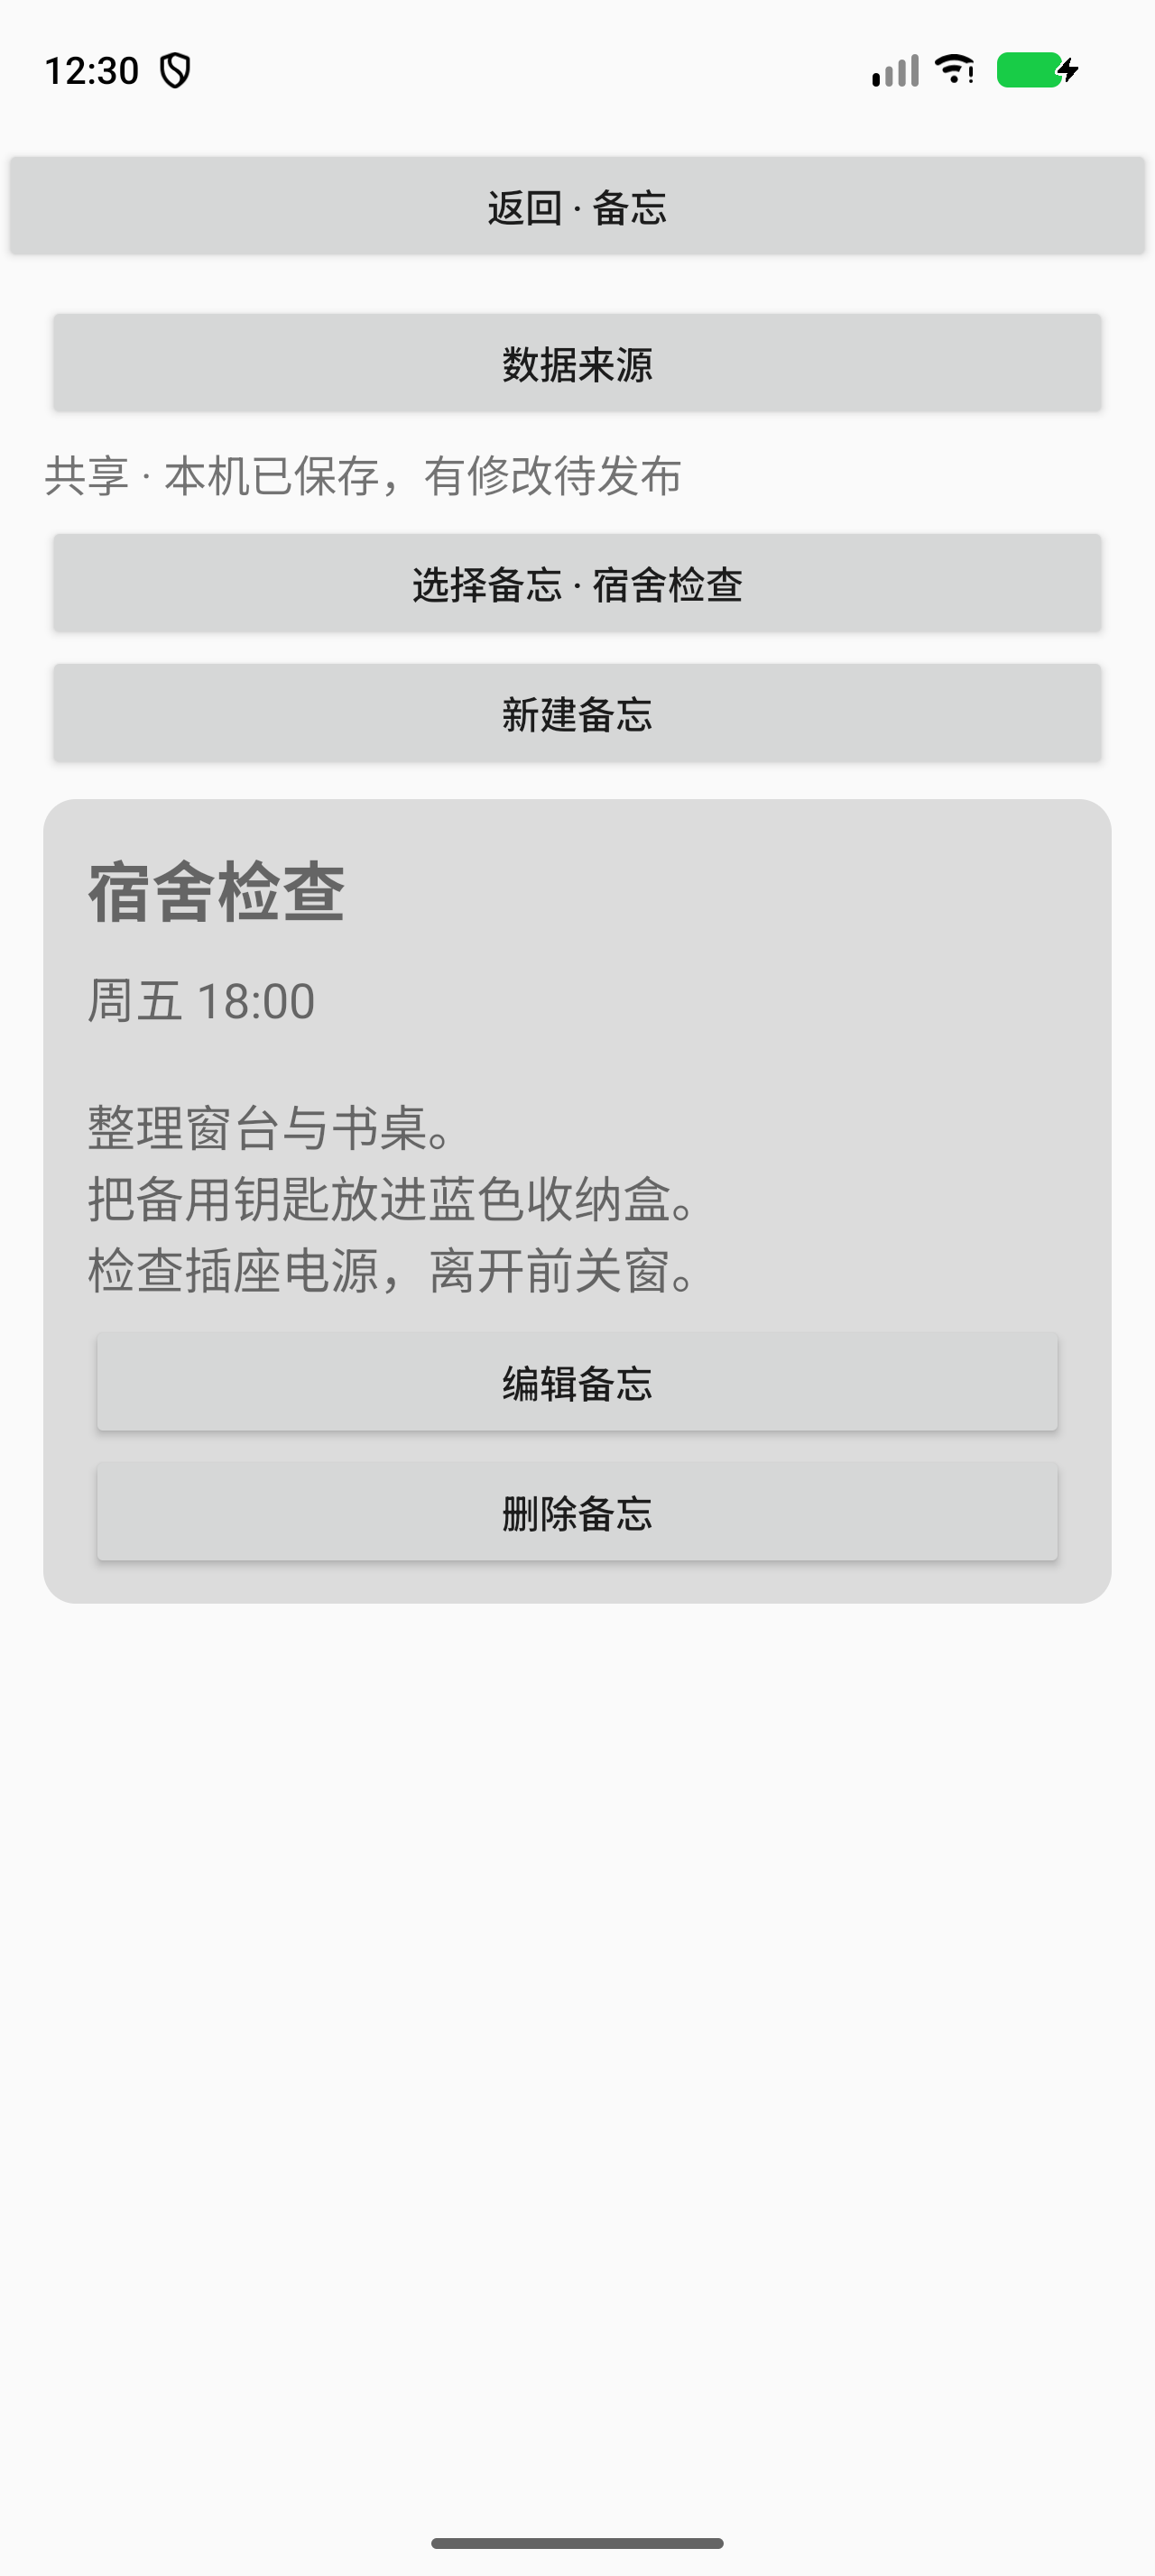 12:30
返回 · 备忘
数据来源
共享 · 本机已保存，有修改待发布
选择备忘 · 宿舍检查
新建备忘
宿舍检查
周五 18:00
整理窗台与书桌。
把备用钥匙放进蓝色收纳盒。
检查插座电源，离开前关窗。
编辑备忘
删除备忘